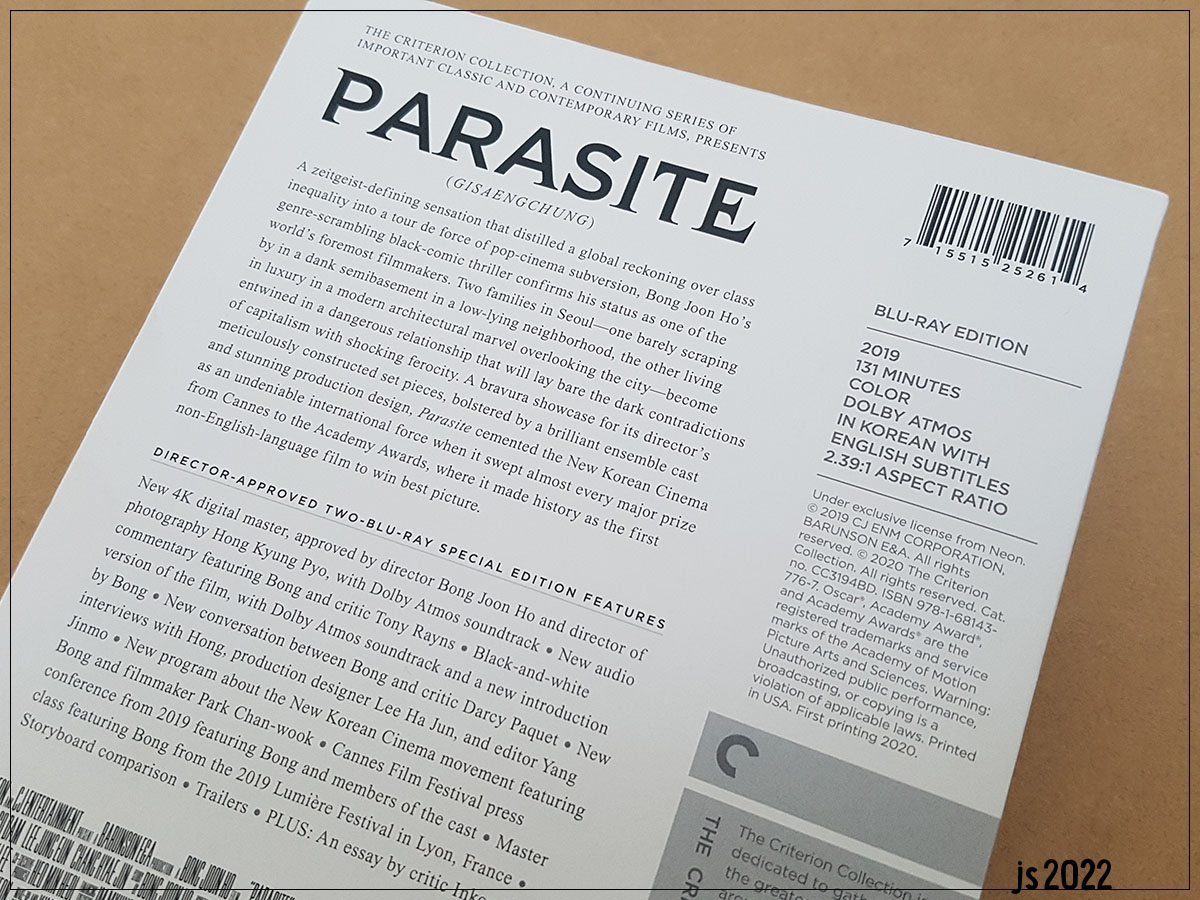 THE CRITERION COLLECTION, A CONTINUING SERIES OF
IMPORTANT CLASSIC AND CONTEMPORARY FILMS, PRESENTS
PARASITE
(GISAENGCHUNG)
A zeitgeist-defining sensation that distilled a global reckoning over class
inequality into a tour de force of pop-cinema subversion, Bong Joon Ho's
genre-scrambling black-comic thriller confirms his status as one of the
world's foremost filmmakers. Two families in Seoul—one barely scraping
by in a dank semibasement in a low-lying neighborhood, the other living
in luxury in a modern architectural marvel overlooking the city—become
entwined in a dangerous relationship that will lay bare the dark contradictions
of capitalism with shocking ferocity. A bravura showcase for its director's
meticulously constructed set pieces, bolstered by a brilliant ensemble cast
and stunning production design, Parasite cemented the New Korean Cinema
as an undeniable international force when it swept almost every major prize
from Cannes to the Academy Awards, where it made history as the first
non-English-language film to win best picture.
DIRECTOR-APPROVED TWO-BLU-RAY SPECIAL EDITION FEATURES
New 4K digital master, approved by director Bong Joon Ho and director of
photography Hong Kyung Pyo, with Dolby Atmos soundtrack • New audio
commentary featuring Bong and critic Tony Rayns • Black-and-white
version of the film, with Dolby Atmos soundtrack and a new introduction
by Bong • New conversation between Bong and critic Darcy Paquet • New
interviews with Hong, production designer Lee Ha Jun, and editor Yang
Jinmo • New program about the New Korean Cinema movement featuring
Bong and filmmaker Park Chan-wook • Cannes Film Festival press
conference from 2019 featuring Bong and members of the cast • Master
class featuring Bong from the 2019 Lumière Festival in Lyon, France •
Storyboard comparison • Trailers • PLUS: An essay by critic Inkoo
CJ ENTERTAINMENT
7 15515 25261 4
BLU-RAY EDITION
2019
131 MINUTES
COLOR
DOLBY ATMOS
IN KOREAN WITH
ENGLISH SUBTITLES
2.39:1 ASPECT RATIO
Under exclusive license from Neon.
© 2019 CJ ENM CORPORATION,
BARUNSON E&A. All rights
reserved. © 2020 The Criterion
Collection. All rights reserved. Cat.
no. CC3194BD. ISBN 978-1-68143-
776-7. Oscar®, Academy Award®,
and Academy Awards® are the
registered trademarks and service
marks of the Academy of Motion
Picture Arts and Sciences. Warning:
Unauthorized public performance,
broadcasting, or copying is a
violation of applicable laws. Printed
in USA. First printing 2020.
THE CR
The Criterion Collection is
dedicated to gath
the greates
js 2022